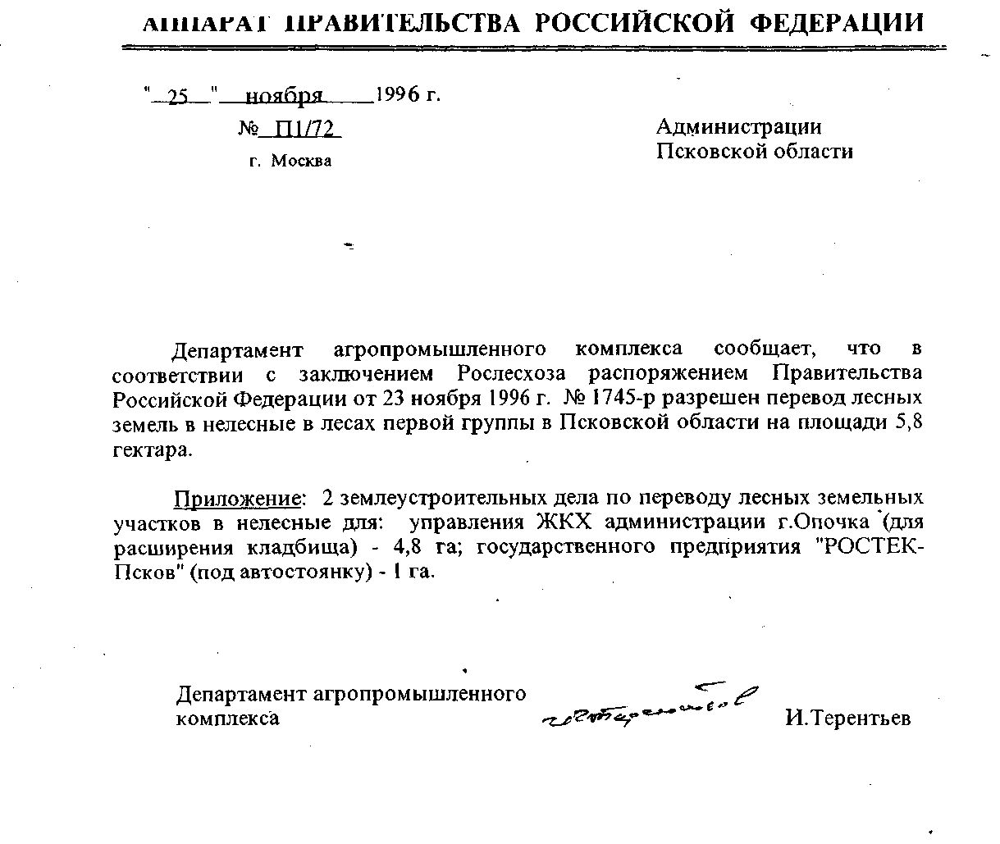 АППАРАТ ПРАВИТЕЛЬСТВА РОССИЙСКОЙ ФЕДЕРАЦИИ
" 25 " ноября 1996 г.
№ П1/72
г. Москва
Администрации
Псковской области
Департамент агропромышленного комплекса сообщает, что в
соответствии с заключением Рослесхоза распоряжением Правительства
Российской Федерации от 23 ноября 1996 г. № 1745-р разрешен перевод лесных
земель в нелесные в лесах первой группы в Псковской области на площади 5,8
гектара.
Приложение: 2 землеустроительных дела по переводу лесных земельных
участков в нелесные для: управления ЖКХ администрации г.Опочка (для
расширения кладбища) - 4,8 га; государственного предприятия "РОСТЕК-
Псков" (под автостоянку) - 1 га.
Департамент агропромышленного
комплекса
И.Терентьев